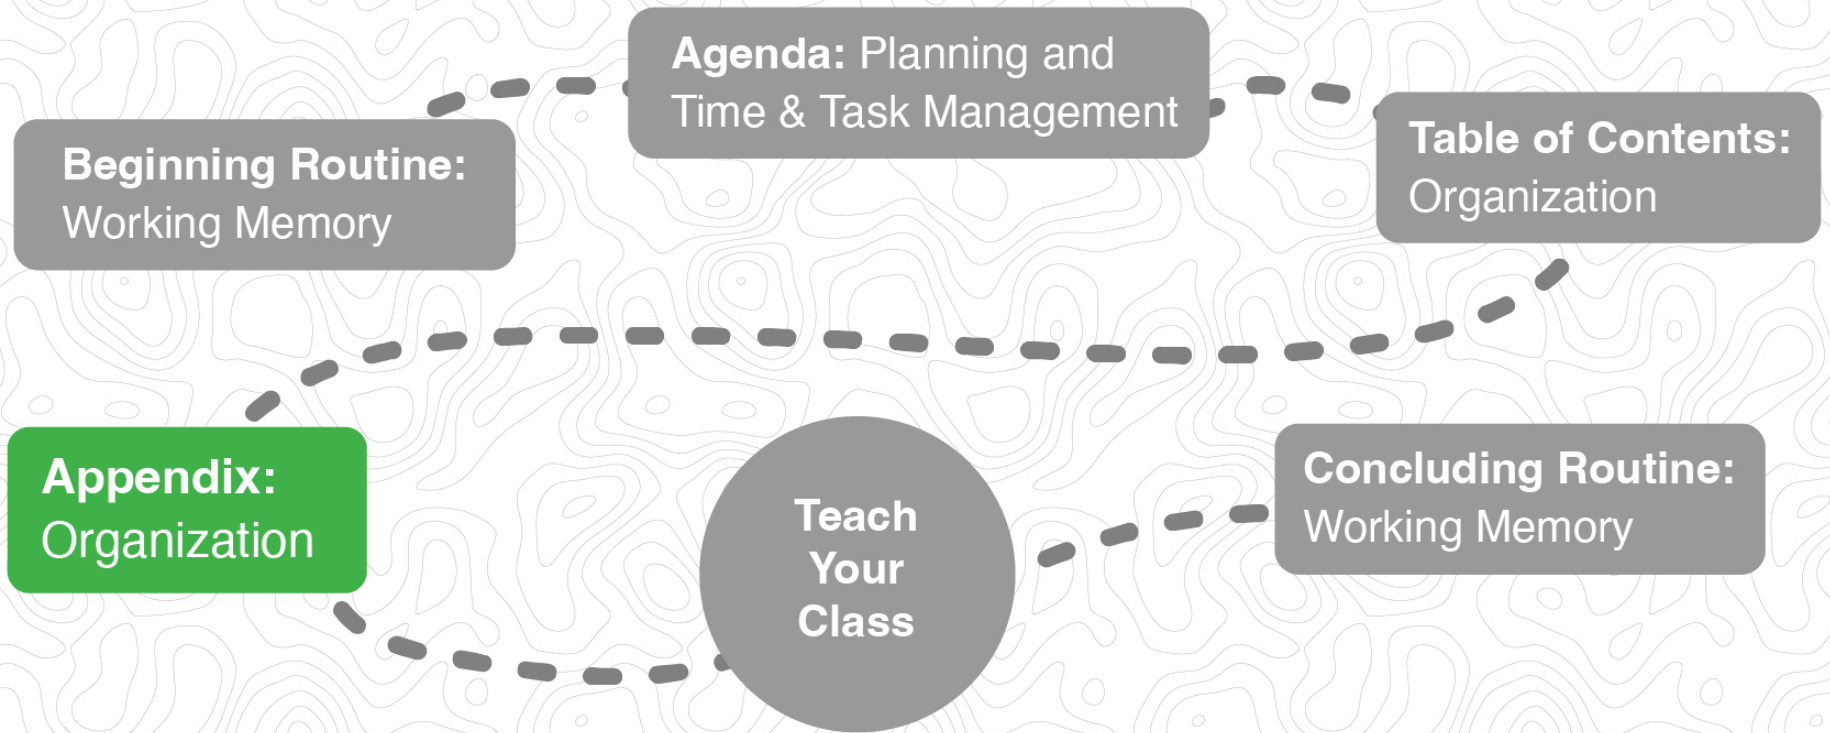 Beginning Routine:
Working Memory
Agenda: Planning and
Time & Task Management
Table of Contents:
Organization
Appendix:
Organization
Teach
Your
Class
Concluding Routine:
Working Memory